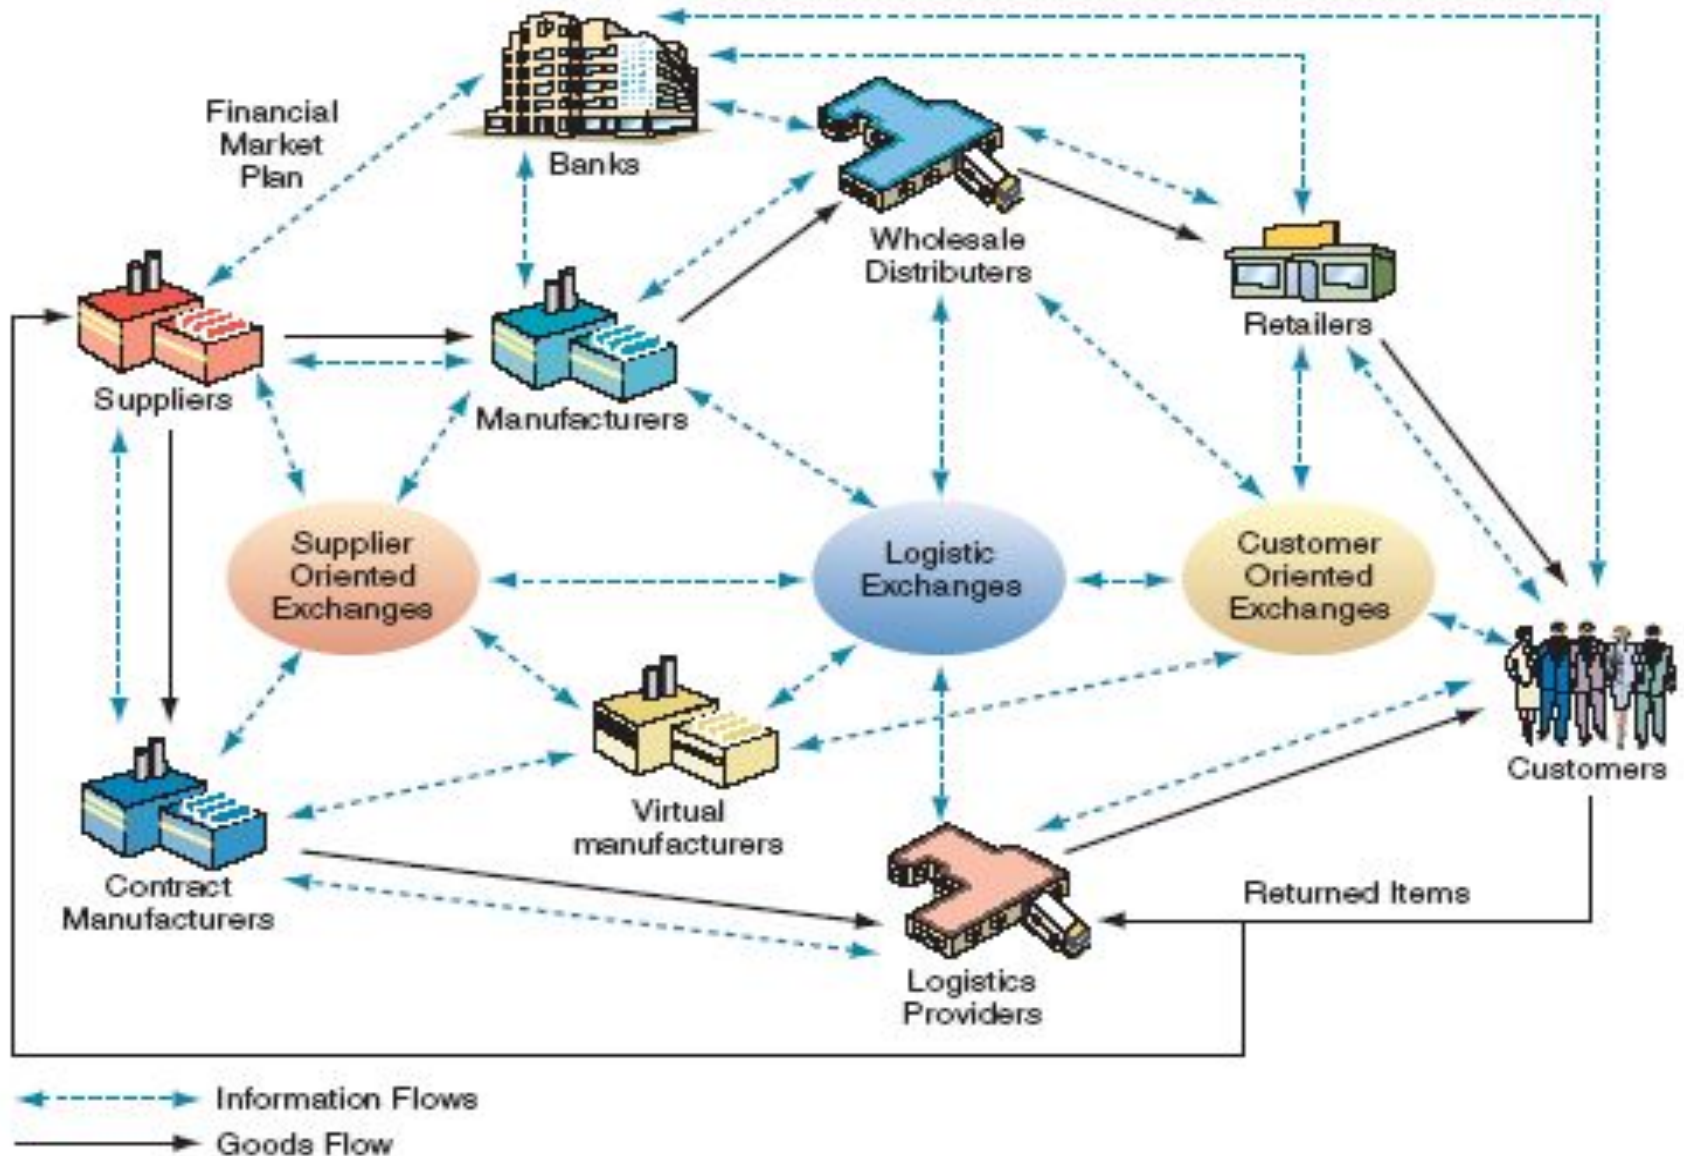 Financial
Market
Plan
Banks
Wholesale
Distributers
Retailers
Suppliers
Manufacturers
Supplier
Oriented
Exchanges
Logistic
Exchanges
Customer
Oriented
Exchanges
Virtual
manufacturers
Customers
Contract
Manufacturers
Returned Items
Logistics
Providers
Information Flows
Goods Flow